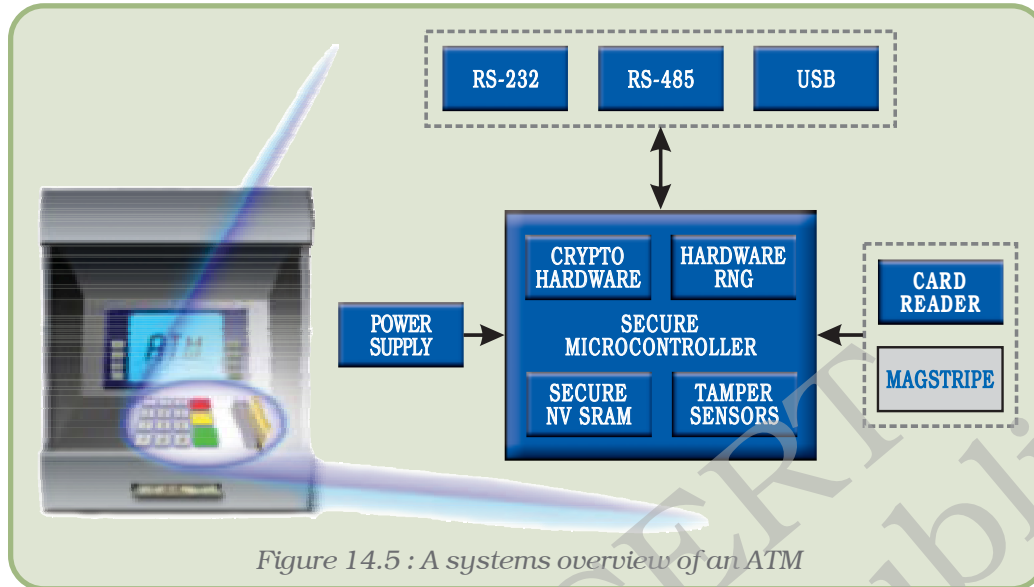 RS-232
RS-485
USB
CRYPTO
HARDWARE
HARDWARE
RNG
POWER
SUPPLY
SECURE
MICROCONTROLLER
SECURE
NV SRAM
TAMPER
SENSORS
CARD
READER
MAGSTRIPE
ATM
Figure 14.5 : A systems overview of an ATM